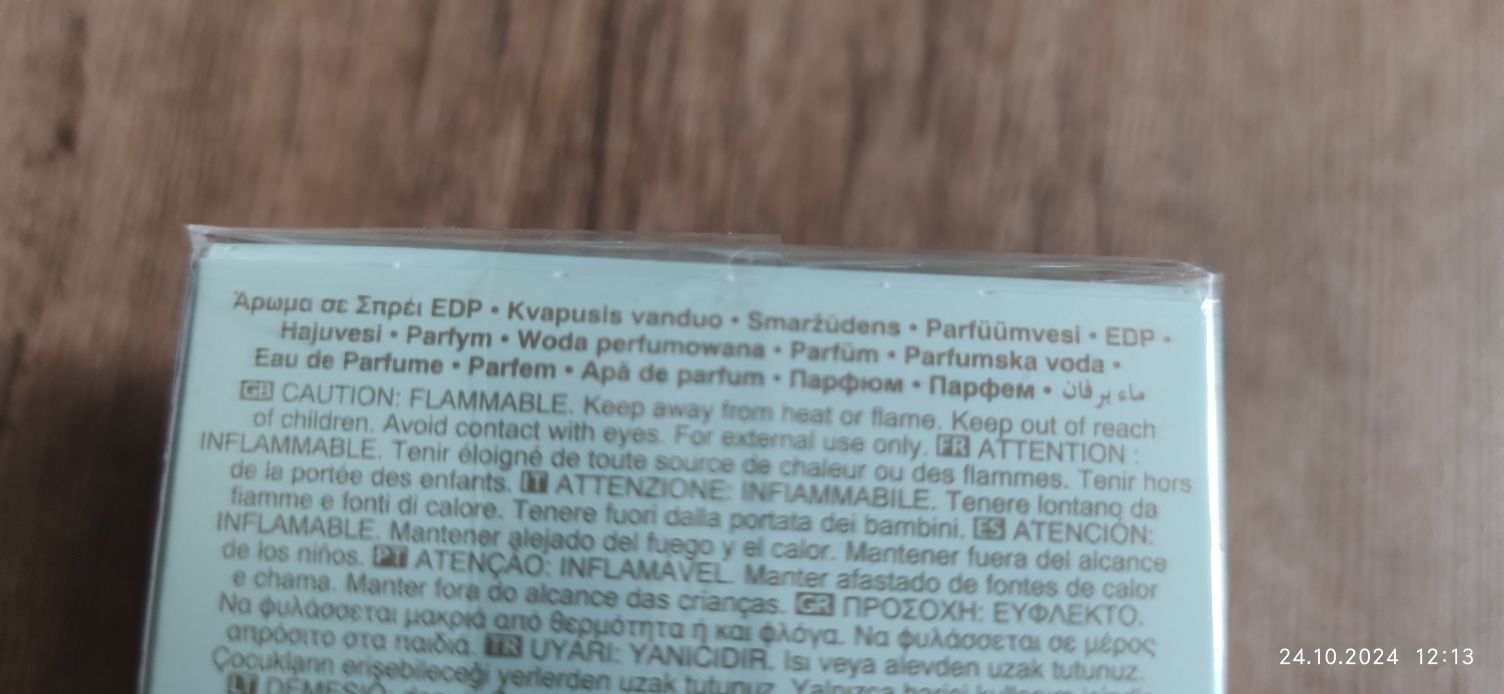 Άρωμα σε Σπρέι EDP • Kvapusis vanduo • Smaržūdens • Parfüümvesi • EDP •
Hajuvesi • Parfym • Woda perfumowana • Parfüm • Parfumska voda •
Eau de Parfume • Parfem • Apă de parfum • Парфюм • Парфем • ماء برفان
GB CAUTION: FLAMMABLE. Keep away from heat or flame. Keep out of reach
of children. Avoid contact with eyes. For external use only. FR ATTENTION :
INFLAMMABLE. Tenir éloigné de toute source de chaleur ou des flammes. Tenir hors
de la portée des enfants. IT ATTENZIONE: INFIAMMABILE. Tenere lontano da
fiamme e fonti di calore. Tenere fuori dalla portata dei bambini. ES ATENCIÓN:
INFLAMABLE. Mantener alejado del fuego y el calor. Mantener fuera del alcance
de los niños. PT ATENÇÃO: INFLAMÁVEL. Manter afastado de fontes de calor
e chama. Manter fora do alcance das crianças. GR ΠΡΟΣΟΧΗ: ΕΥΦΛΕΚΤΟ.
Να φυλάσσεται μακριά από θερμότητα ή και φλόγα. Να φυλάσσεται σε μέρος
απρόσιτο στα παιδιά. TR UYARI: YANICIDIR. Isı veya alevden uzak tutunuz.
Çocukların erişebileceği yerlerden uzak tutunuz. Yalnızca harici
LT DĖMESIO:
24.10.2024 12:13